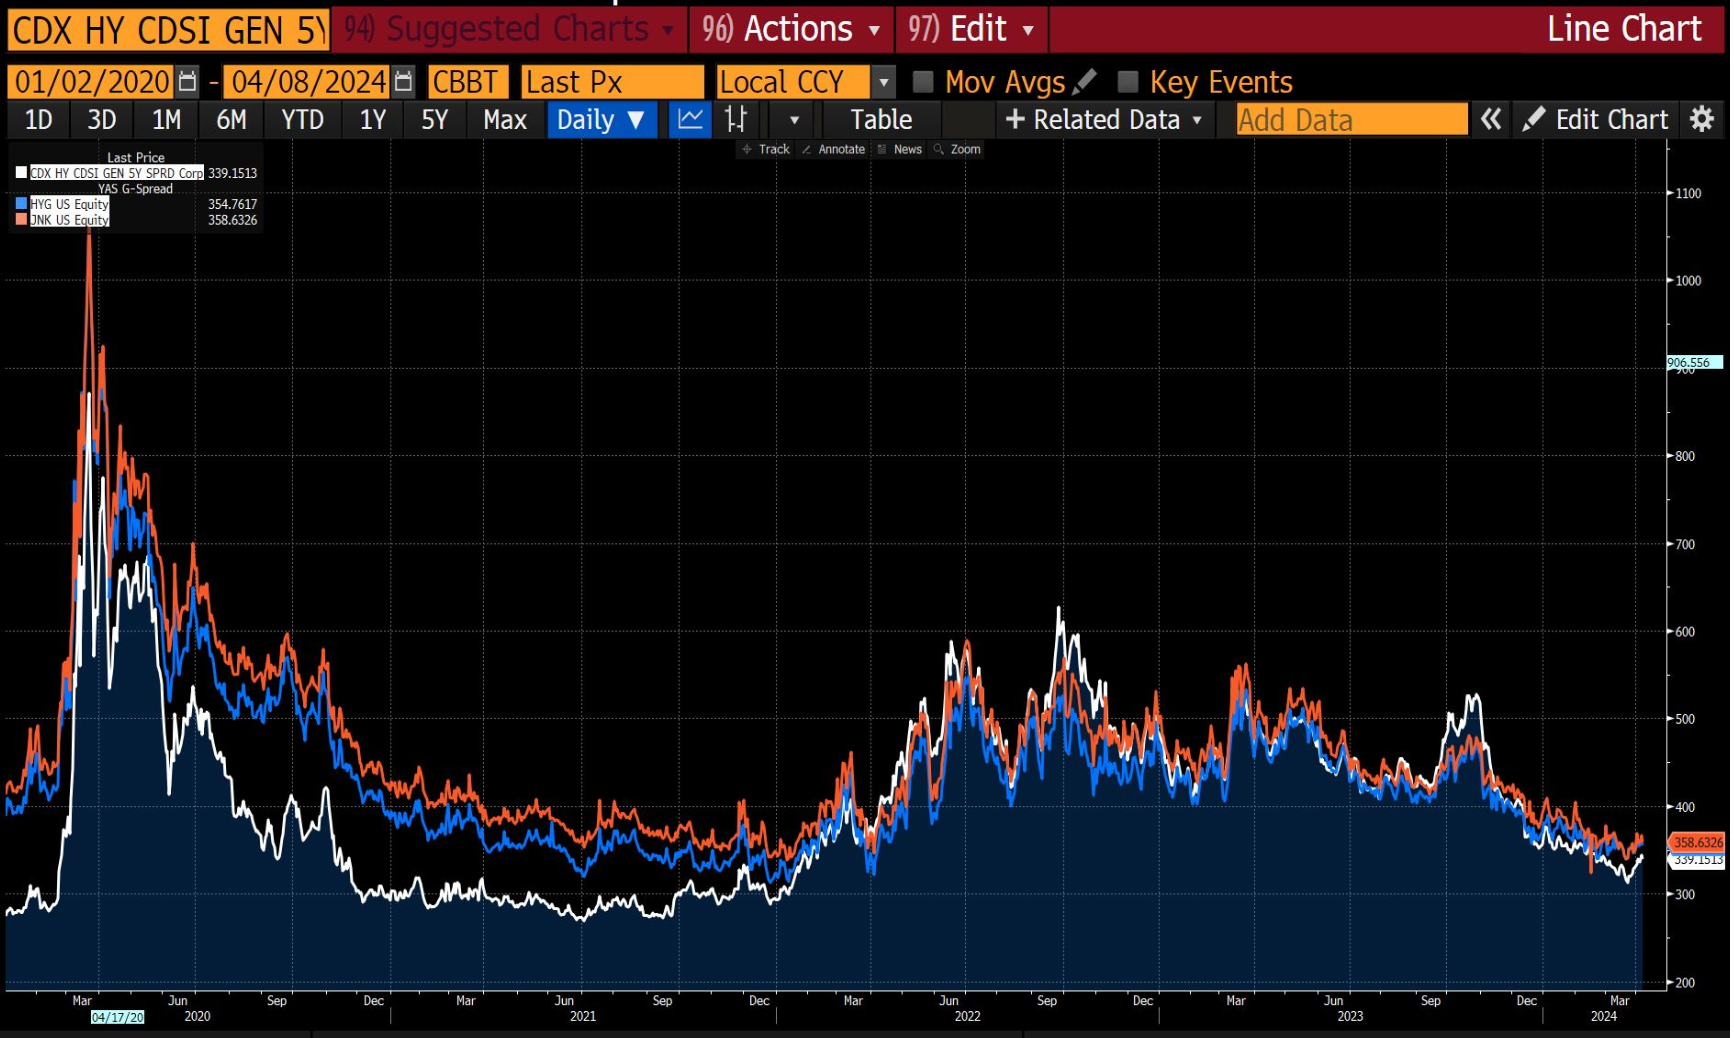 CDX HY CDSI GEN 5Y 94) Suggested Charts 96) Actions 97) Edit Line Chart
01/02/2020 - 04/08/2024 CBBT Last Px Local CCY Mov Avgs Key Events
1D 3D 1M 6M YTD 1Y 5Y Max Daily ▼ Table + Related Data Add Data « Edit Chart
Track Annotate News Zoom
Last Price
CDX HY CDSI GEN 5Y SPRD Corp 339.1513
YAS G-Spread
HYG US Equity 354.7617
JNK US Equity 358.6326
1100
1000
906.556
900
800
700
600
500
400
358.6326
339.1513
300
200
Mar Jun Sep Dec Mar Jun Sep Dec Mar Jun Sep Dec Mar Jun Sep Dec Mar
04/17/20 2020 2021 2022 2023 2024